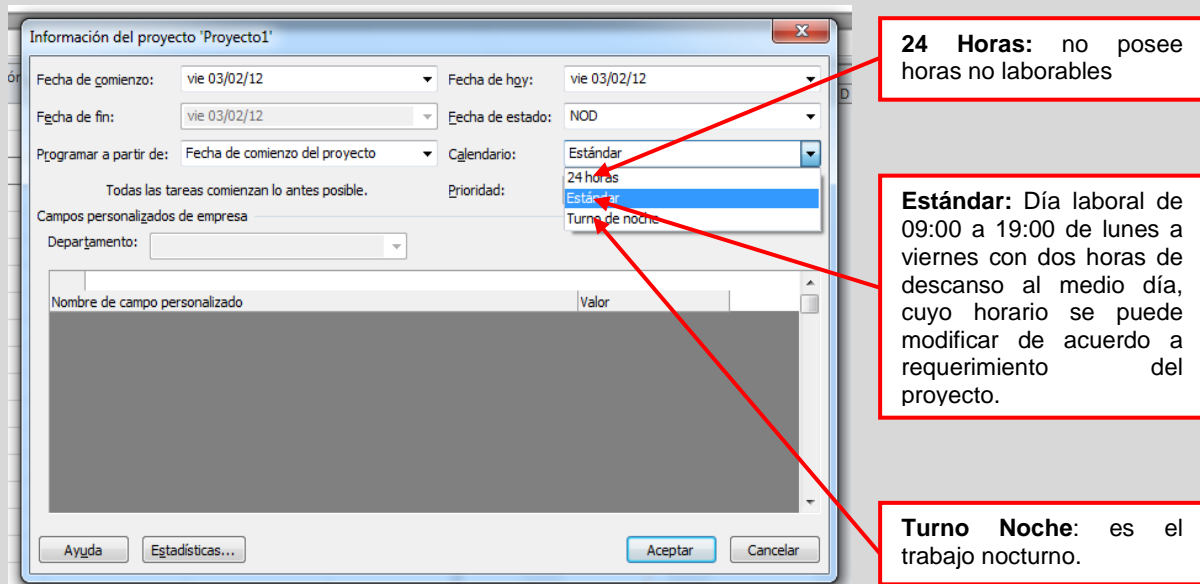 Información del proyecto 'Proyecto1'
Fecha de comienzo: vie 03/02/12 Fecha de hoy: vie 03/02/12
Fecha de fin: vie 03/02/12 Fecha de estado: NOD
Programar a partir de: Fecha de comienzo del proyecto Calendario: Estándar
24 horas
Todas las tareas comienzan lo antes posible. Prioridad:
Estándar
Turno de noche
Campos personalizados de empresa
Departamento:
Nombre de campo personalizado Valor
Ayuda Estadísticas... Aceptar Cancelar
24 Horas: no posee
horas no laborables
Estándar: Día laboral de
09:00 a 19:00 de lunes a
viernes con dos horas de
descanso al medio día,
cuyo horario se puede
modificar de acuerdo a
requerimiento del
proyecto.
Turno Noche: es el
trabajo nocturno.